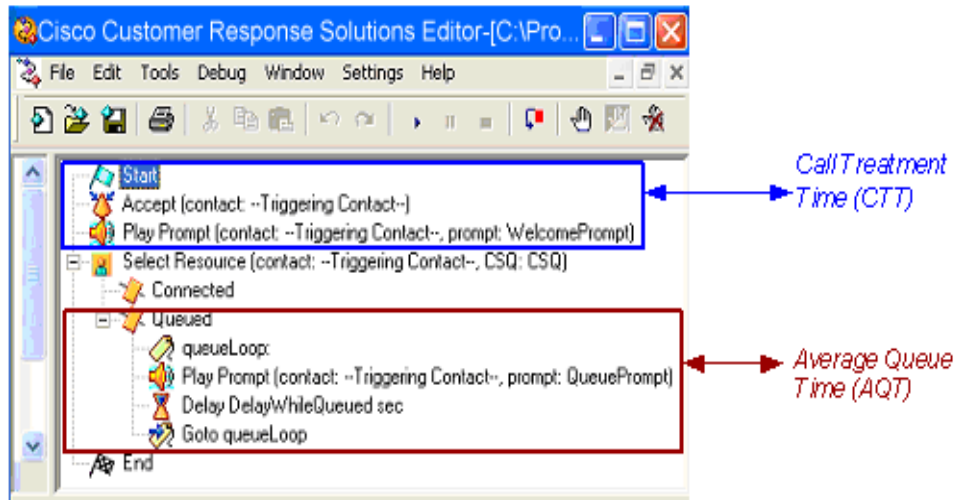 Cisco Customer Response Solutions Editor-[C:\Pro...
File Edit Tools Debug Window Settings Help
Start
Accept (contact: --Triggering Contact--)
Play Prompt (contact: --Triggering Contact--, prompt: WelcomePrompt)
Select Resource (contact: --Triggering Contact--, CSQ: CSQ)
Connected
Queued
queueLoop:
Play Prompt (contact: --Triggering Contact--, prompt: QueuePrompt)
Delay DelayWhileQueued sec
Goto queueLoop
End
Call Treatment
Time (CTT)
Average Queue
Time (AQT)